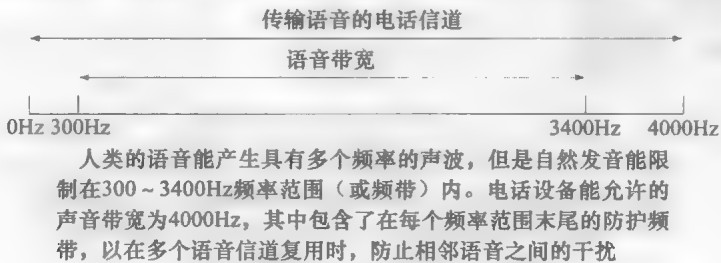 传输语音的电话信道
语音带宽
0Hz 300Hz 3400Hz 4000Hz
人类的语音能产生具有多个频率的声波，但是自然发音能限
制在300～3400Hz频率范围（或频带）内。电话设备能允许的
声音带宽为4000Hz，其中包含了在每个频率范围末尾的防护频
带，以在多个语音信道复用时，防止相邻语音之间的干扰